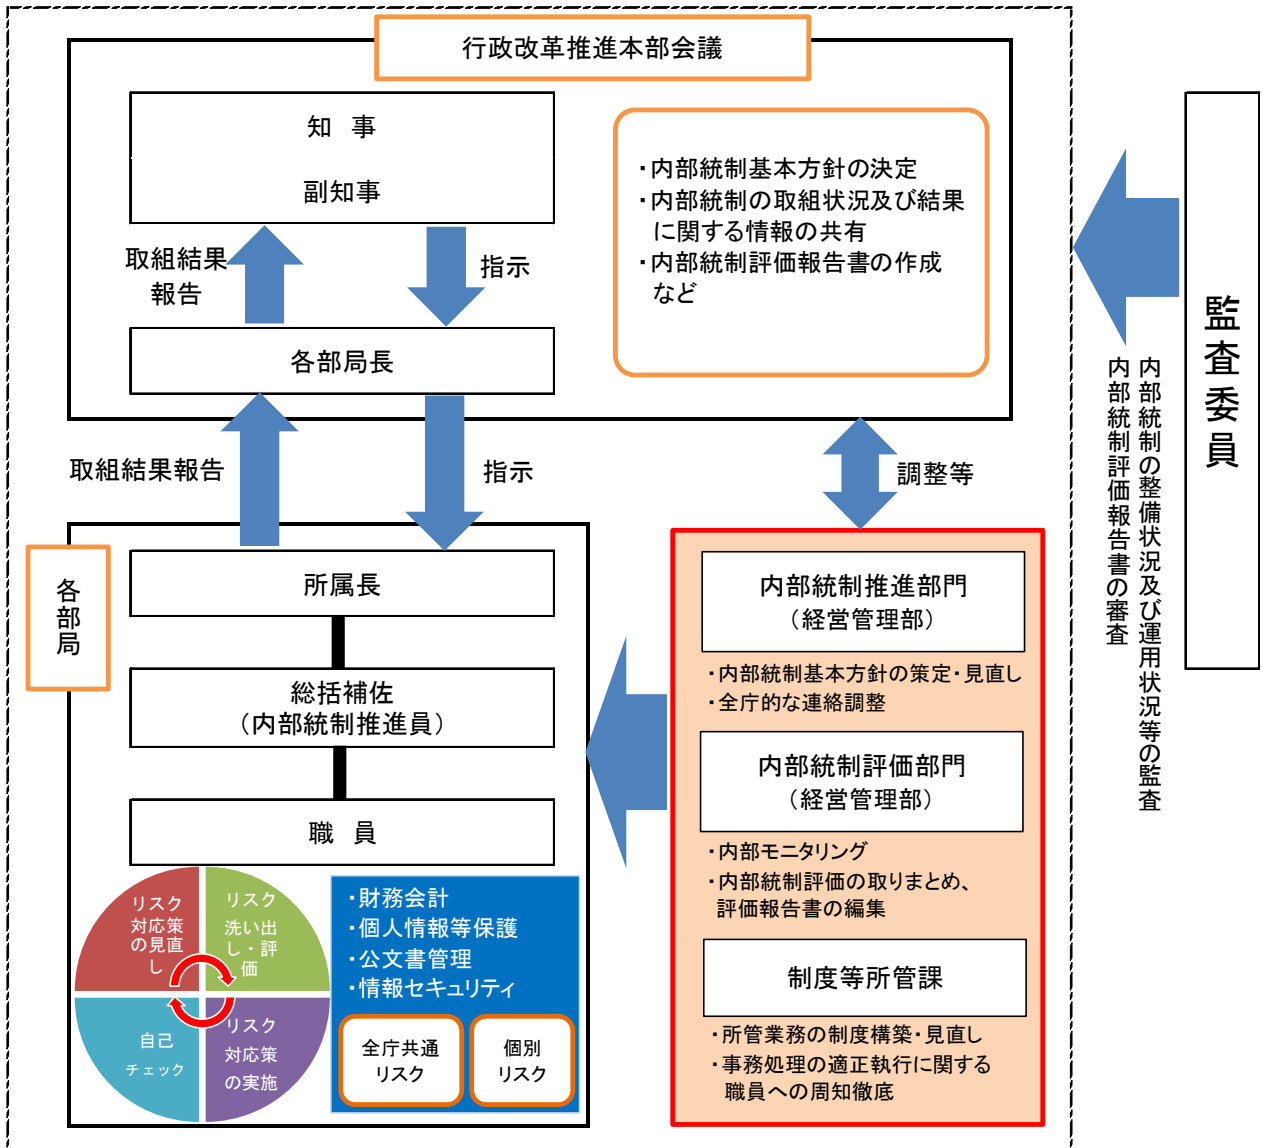 行政改革推進本部会議
知　事
副知事
・内部統制基本方針の決定
・内部統制の取組状況及び結果
に関する情報の共有
・内部統制評価報告書の作成
など
取組結果
報告
指示
各部局長
取組結果報告
指示
調整等
監査委員
内部統制の整備状況及び運用状況等の監査
内部統制評価報告書の審査
各部局
所属長
総括補佐
（内部統制推進員）
職　員
リスク
対応策
の見直
し
リスク
洗い出
し・評
価
自己
チェック
リスク
対応策
の実施
・財務会計
・個人情報等保護
・公文書管理
・情報セキュリティ
全庁共通
リスク
個別
リスク
内部統制推進部門
（経営管理部）
・内部統制基本方針の策定・見直し
・全庁的な連絡調整
内部統制評価部門
（経営管理部）
・内部モニタリング
・内部統制評価の取りまとめ、
評価報告書の編集
制度等所管課
・所管業務の制度構築・見直し
・事務処理の適正執行に関する
職員への周知徹底